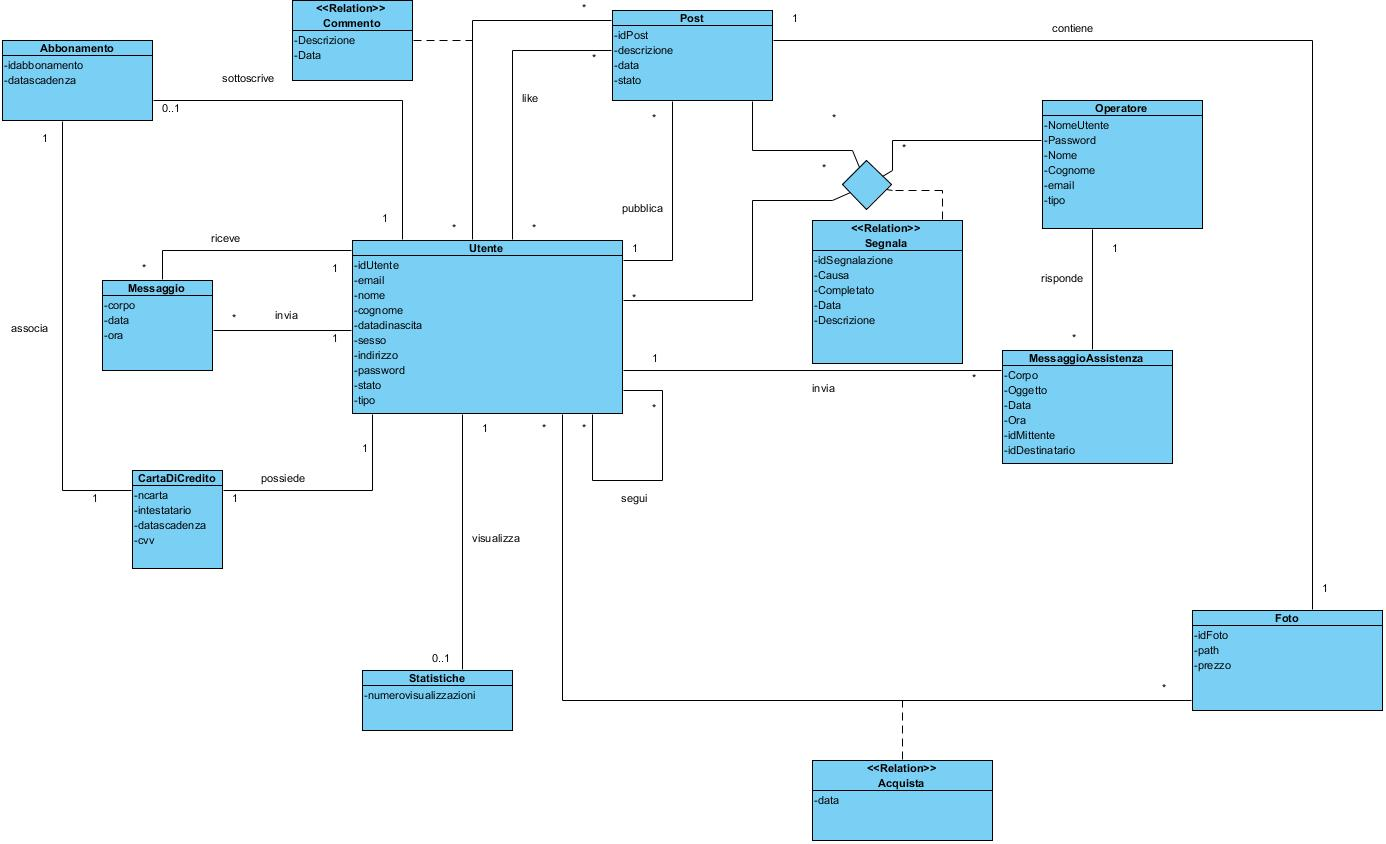 <<Relation>>
Commento
-Descrizione
-Data
*
Post
-idPost
-descrizione
-data
-stato
*
1
contiene
Abbonamento
-idabbonamento
-datascadenza
sottoscrive
0..1
1
like
*
*
Operatore
-NomeUtente
-Password
-Nome
-Cognome
-email
-tipo
*
*
pubblica
1
*
*
riceve
*
1
1
<<Relation>>
Segnala
-idSegnalazione
-Causa
-Completato
-Data
-Descrizione
1
risponde
*
Utente
-idUtente
-email
-nome
-cognome
-datadinascita
-sesso
-indirizzo
-password
-stato
-tipo
*
Messaggio
-corpo
-data
-ora
*
invia
1
associa
1
*
invia
MessaggioAssistenza
-Corpo
-Oggetto
-Data
-Ora
-idMittente
-idDestinatario
*
1
1
*
*
segui
CartaDiCredito
-ncarta
-intestatario
-datascadenza
-cvv
possiede
1
1
visualizza
0..1
Statistiche
-numerovisualizzazioni
1
Foto
-idFoto
-path
-prezzo
*
<<Relation>>
Acquista
-data